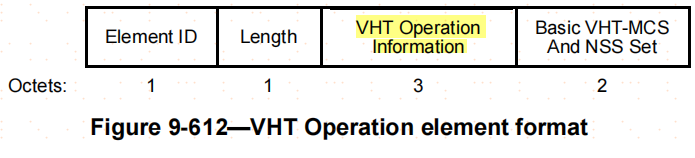 Element ID
Length
VHT Operation
Information
Basic VHT-MCS
And NSS Set
Octets: 1 1 3 2
Figure 9-612—VHT Operation element format